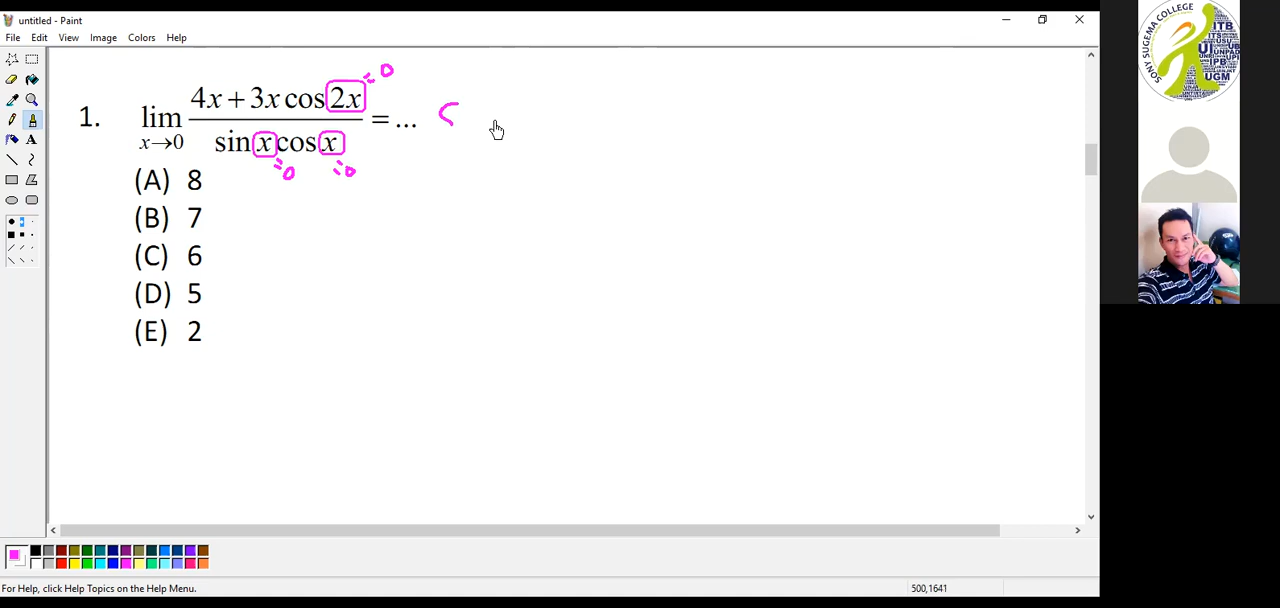 untitled - Paint
File Edit View Image Colors Help
1. lim x→0 (4x + 3x cos 2x) / (sin x cos x) = ...
= 0
= 0
= 0
(A) 8
(B) 7
(C) 6
(D) 5
(E) 2
For Help, click Help Topics on the Help Menu.
500,1641
SONY SUGEMA COLLEGE
ITB
UI
UNPAD
UPI
IPB
UGM